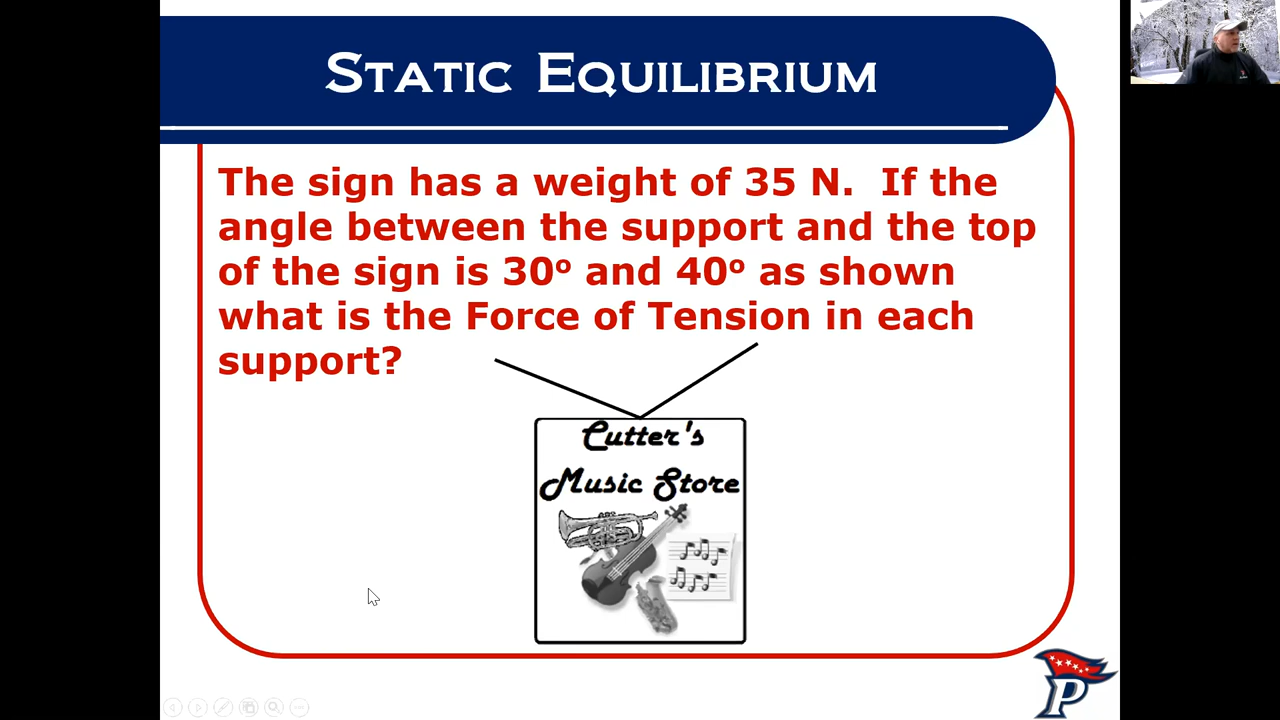 STATIC EQUILIBRIUM
The sign has a weight of 35 N. If the
angle between the support and the top
of the sign is 30º and 40º as shown
what is the Force of Tension in each
support?
Cutter's
Music Store
P